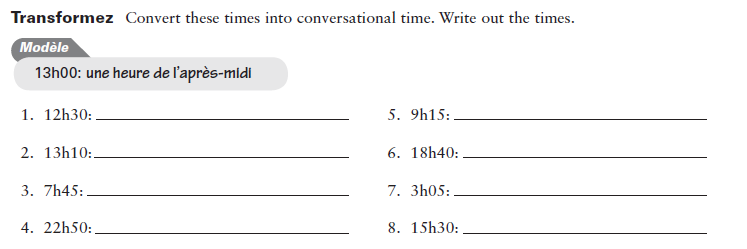 Transformez Convert these times into conversational time. Write out the times.
Modèle
13h00: une heure de l'après-midi
1. 12h30: 5. 9h15:
2. 13h10: 6. 18h40:
3. 7h45: 7. 3h05:
4. 22h50: 8. 15h30: